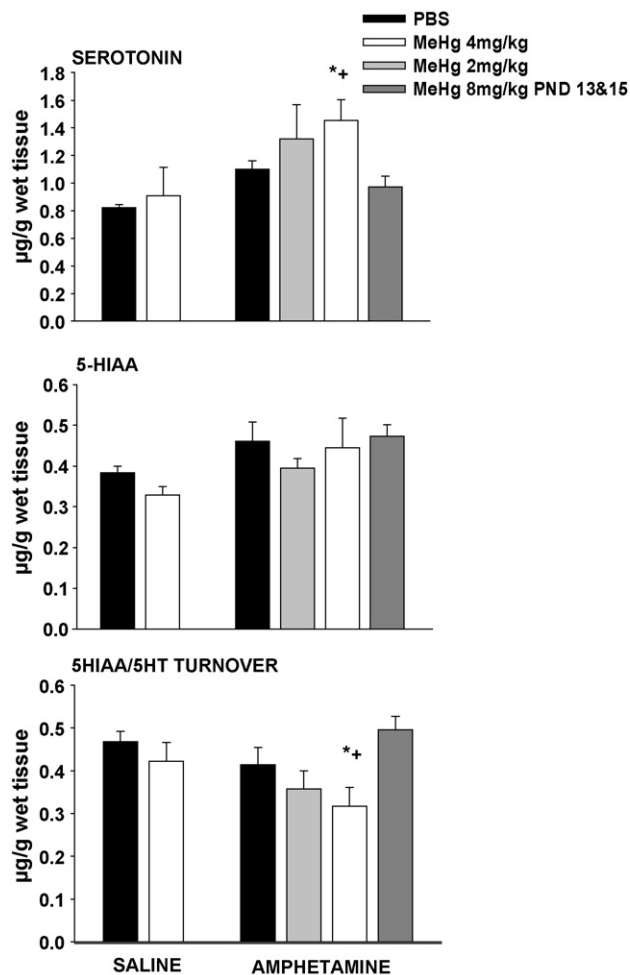 PBS
MeHg 4mg/kg
MeHg 2mg/kg
MeHg 8mg/kg PND 13&15
SEROTONIN
µg/g wet tissue
1.8
1.6
1.4
1.2
1.0
0.8
0.6
0.4
0.2
0.0
*+
5-HIAA
µg/g wet tissue
0.6
0.5
0.4
0.3
0.2
0.1
0.0
5HIAA/5HT TURNOVER
µg/g wet tissue
0.6
0.5
0.4
0.3
0.2
0.1
0.0
*+
SALINE AMPHETAMINE